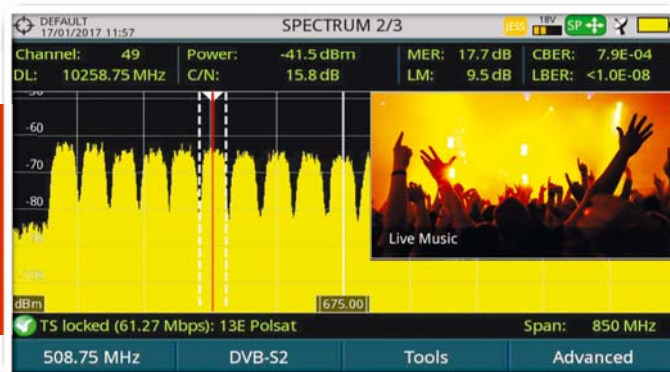 DEFAULT
17/01/2017 11:57
SPECTRUM 2/3
JESS 18V SP
Channel: 49 Power: -41.5 dBm MER: 17.7 dB CBER: 7.9E-04
DL: 10258.75 MHz C/N: 15.8 dB LM: 9.5 dB LBER: <1.0E-08
-60
-70
-80
Live Music
dBm 675.00
TS locked (61.27 Mbps): 13E Polsat Span: 850 MHz
508.75 MHz DVB-S2 Tools Advanced